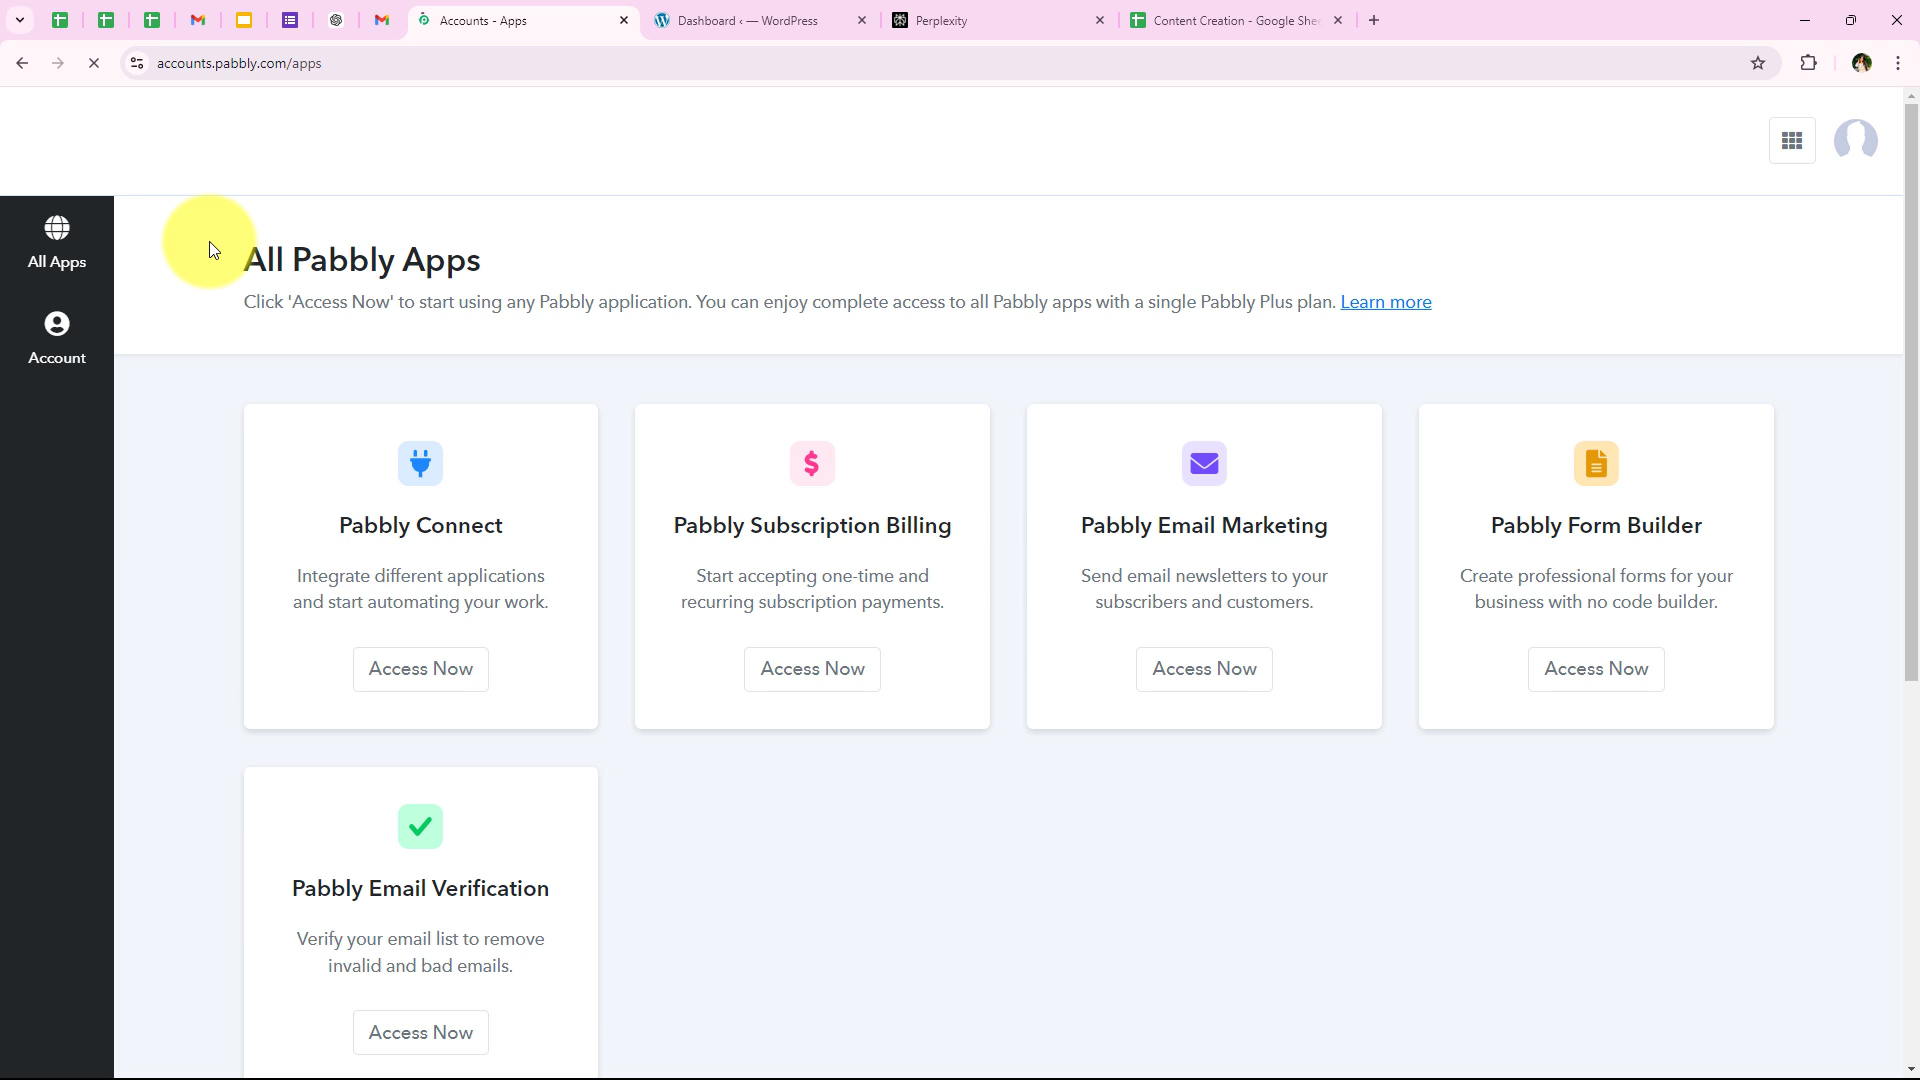 Accounts - Apps
Dashboard ‹ — WordPress
Perplexity
Content Creation - Google She
accounts.pabbly.com/apps
All Apps
Account
All Pabbly Apps
Click 'Access Now' to start using any Pabbly application. You can enjoy complete access to all Pabbly apps with a single Pabbly Plus plan. Learn more
Pabbly Connect
Integrate different applications
and start automating your work.
Access Now
Pabbly Subscription Billing
Start accepting one-time and
recurring subscription payments.
Access Now
Pabbly Email Marketing
Send email newsletters to your
subscribers and customers.
Access Now
Pabbly Form Builder
Create professional forms for your
business with no code builder.
Access Now
Pabbly Email Verification
Verify your email list to remove
invalid and bad emails.
Access Now